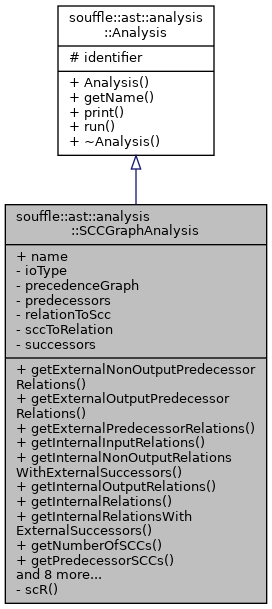 souffle::ast::analysis
::Analysis
# identifier
+ Analysis()
+ getName()
+ print()
+ run()
+ ~Analysis()
souffle::ast::analysis
::SCCGraphAnalysis
+ name
- ioType
- precedenceGraph
- predecessors
- relationToScc
- sccToRelation
- successors
+ getExternalNonOutputPredecessor
Relations()
+ getExternalOutputPredecessor
Relations()
+ getExternalPredecessorRelations()
+ getInternalInputRelations()
+ getInternalNonOutputRelations
WithExternalSuccessors()
+ getInternalOutputRelations()
+ getInternalRelations()
+ getInternalRelationsWith
ExternalSuccessors()
+ getNumberOfSCCs()
+ getPredecessorSCCs()
and 8 more...
- scR()